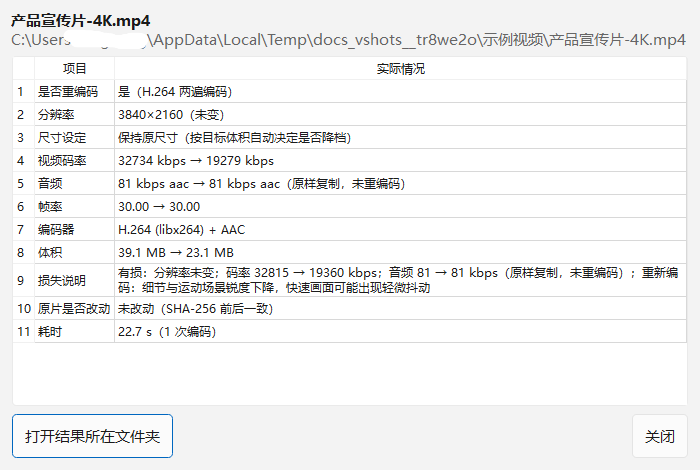 产品宣传片-4K.mp4
C:\Users\AppData\Local\Temp\docs_vshots__tr8we2o\示例视频\产品宣传片-4K.mp4
项目 实际情况
1 是否重编码 是（H.264 两遍编码）
2 分辨率 3840×2160（未变）
3 尺寸设定 保持原尺寸（按目标体积自动决定是否降档）
4 视频码率 32734 kbps → 19279 kbps
5 音频 81 kbps aac → 81 kbps aac（原样复制，未重编码）
6 帧率 30.00 → 30.00
7 编码器 H.264 (libx264) + AAC
8 体积 39.1 MB → 23.1 MB
9 损失说明 有损：分辨率未变；码率 32815 → 19360 kbps；音频 81 → 81 kbps（原样复制，未重编码）；重新编
码：细节与运动场景锐度下降，快速画面可能出现轻微抖动
10 原片是否改动 未改动（SHA-256 前后一致）
11 耗时 22.7 s（1 次编码）
打开结果所在文件夹 关闭